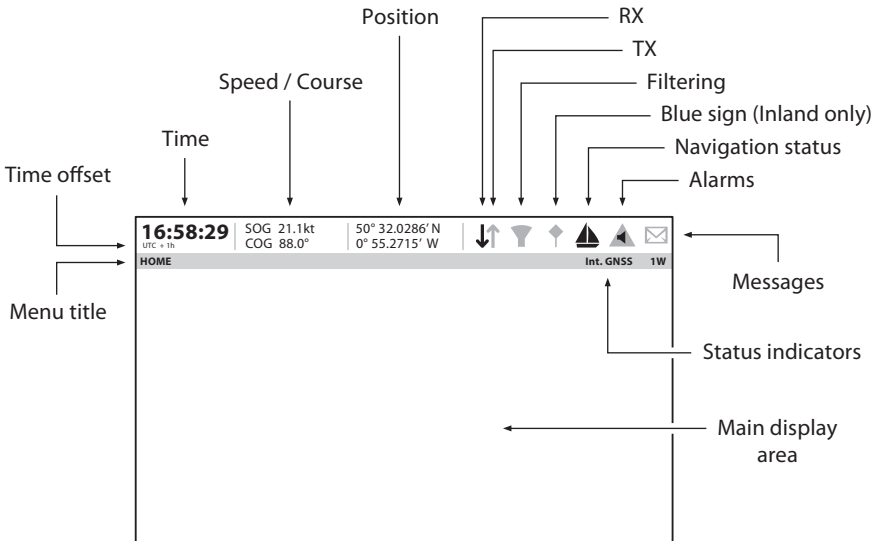 Position
RX
TX
Speed / Course
Filtering
Blue sign (Inland only)
Time
Navigation status
Time offset
Alarms
16:58:29
UTC + 1h
SOG 21.1kt
COG 88.0°
50° 32.0286’ N
0° 55.2715’ W
HOME
Int. GNSS 1W
Menu title
Messages
Status indicators
Main display
area